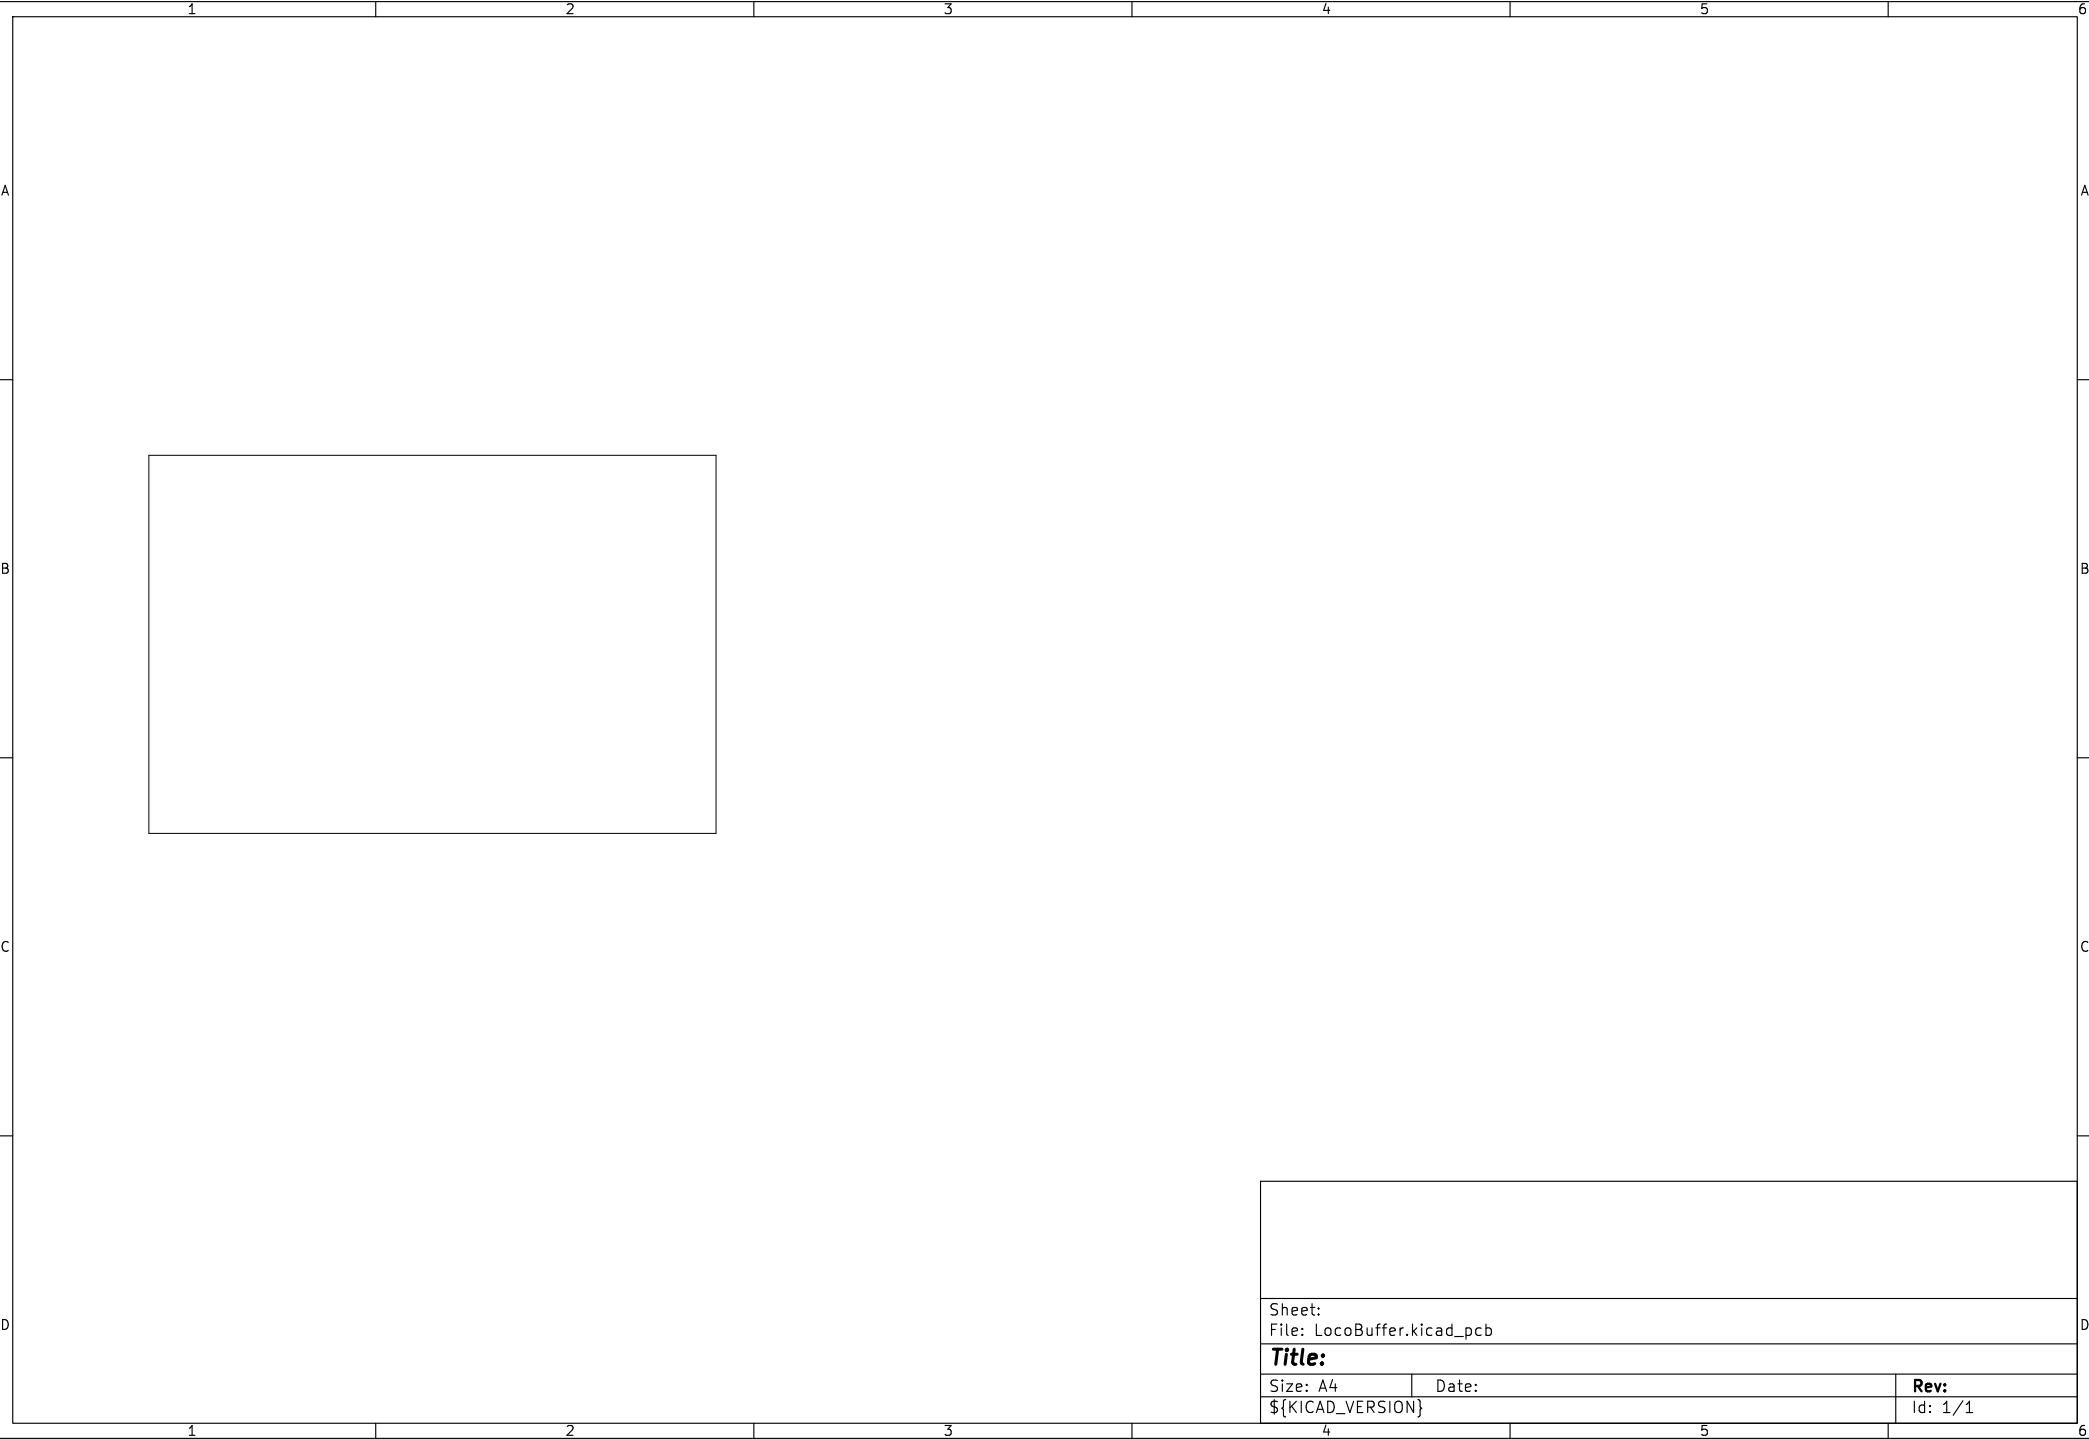 1 2 3 4 5 6
A A
B B
C C
Sheet:
File: LocoBuffer.kicad_pcb
D D
Title:
Size: A4 Date: Rev:
${KICAD_VERSION} Id: 1/1
1 2 3 4 5 6